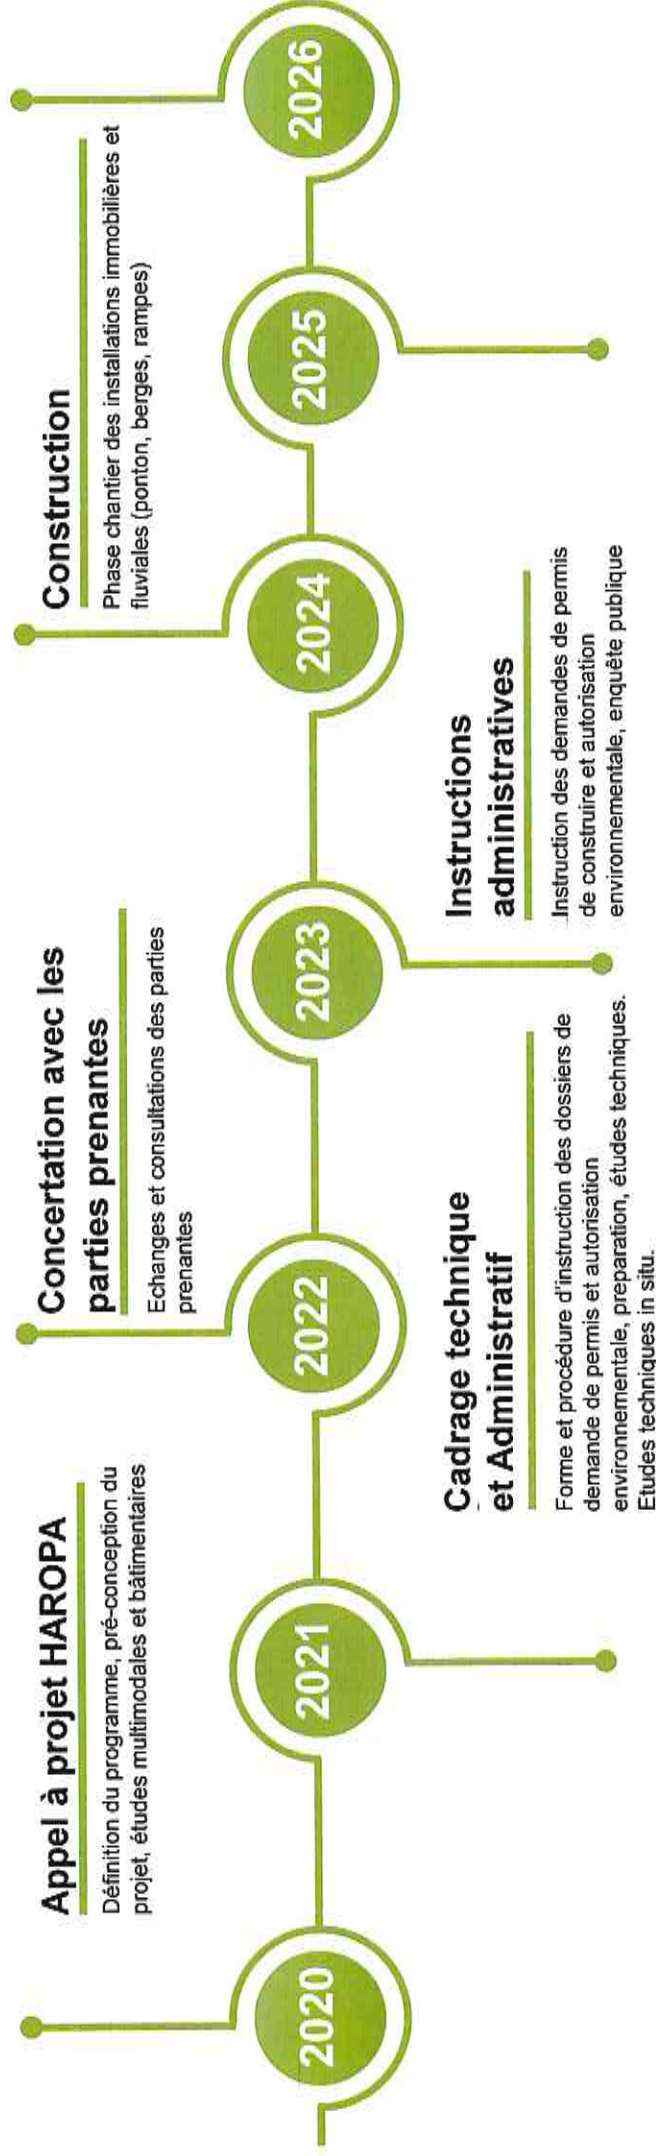 Appel à projet HAROPA
Définition du programme, pré-conception du
projet, études multimodales et bâtimentaires
Concertation avec les
parties prenantes
Echanges et consultations des parties
prenantes
Construction
Phase chantier des installations immobilières et
fluviales (ponton, berges, rampes)
2020
2021
2022
2023
2024
2025
2026
Cadrage technique
et Administratif
Forme et procédure d'instruction des dossiers de
demande de permis et autorisation
environnementale, preparation, études techniques.
Etudes techniques in situ.
Instructions
administratives
Instruction des demandes de permis
de construire et autorisation
environnementale, enquête publique